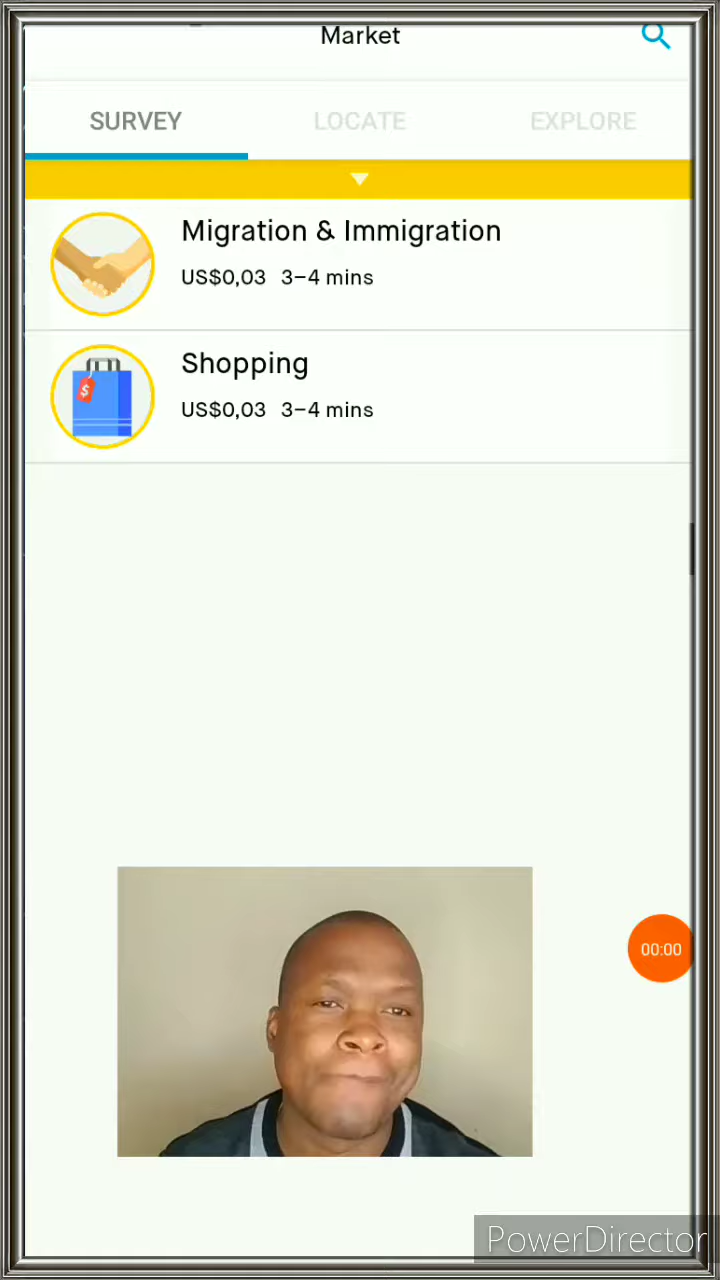 Market
SURVEY LOCATE EXPLORE
Migration & Immigration
US$0,03 3–4 mins
$
Shopping
US$0,03 3–4 mins
00:00
PowerDirector